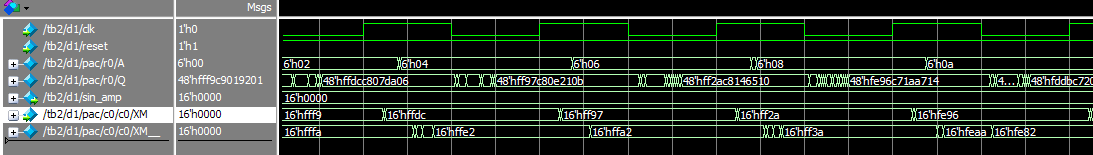 Msgs
/tb2/d1/clk 1'h0
/tb2/d1/reset 1'h1
/tb2/d1/pac/r0/A 6'h00 6'h02 6'h04 6'h06 6'h08 6'h0a
/tb2/d1/pac/r0/Q 48'hfff9c9019201 48'hffdcc807da06 48'hff97c80e210b 48'hff2ac8146510 48'hfe96c71aa714 4... 48'hfddbc720
/tb2/d1/sin_amp 16'h0000 16'h0000
/tb2/d1/pac/c0/c0/XM 16'h0000 16'hfff9 16'hffdc 16'hff97 16'hff2a 16'hfe96
/tb2/d1/pac/c0/c0/XM__ 16'h0000 16'hfffa 16'hffe2 16'hffa2 16'hff3a 16'hfeaa 16'hfe82